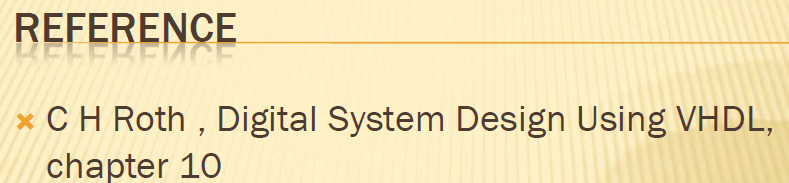 REFERENCE
C H Roth , Digital System Design Using VHDL,
chapter 10